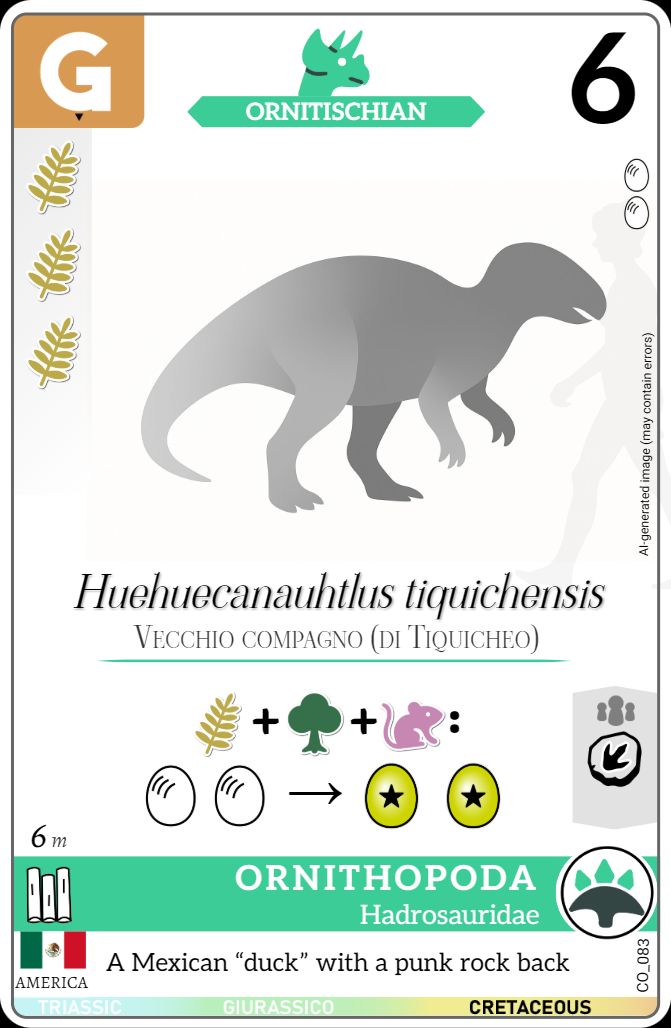 G
ORNITISCHIAN
6
AI-generated image (may contain errors)
Huehuecanauhtlus tiquichensis
Vecchio compagno (di Tiquicheo)
+ + :
6 m
ORNITHOPODA
Hadrosauridae
A Mexican “duck” with a punk rock back
AMERICA
CO_083
TRIASSIC
GIURASSICO
CRETACEOUS